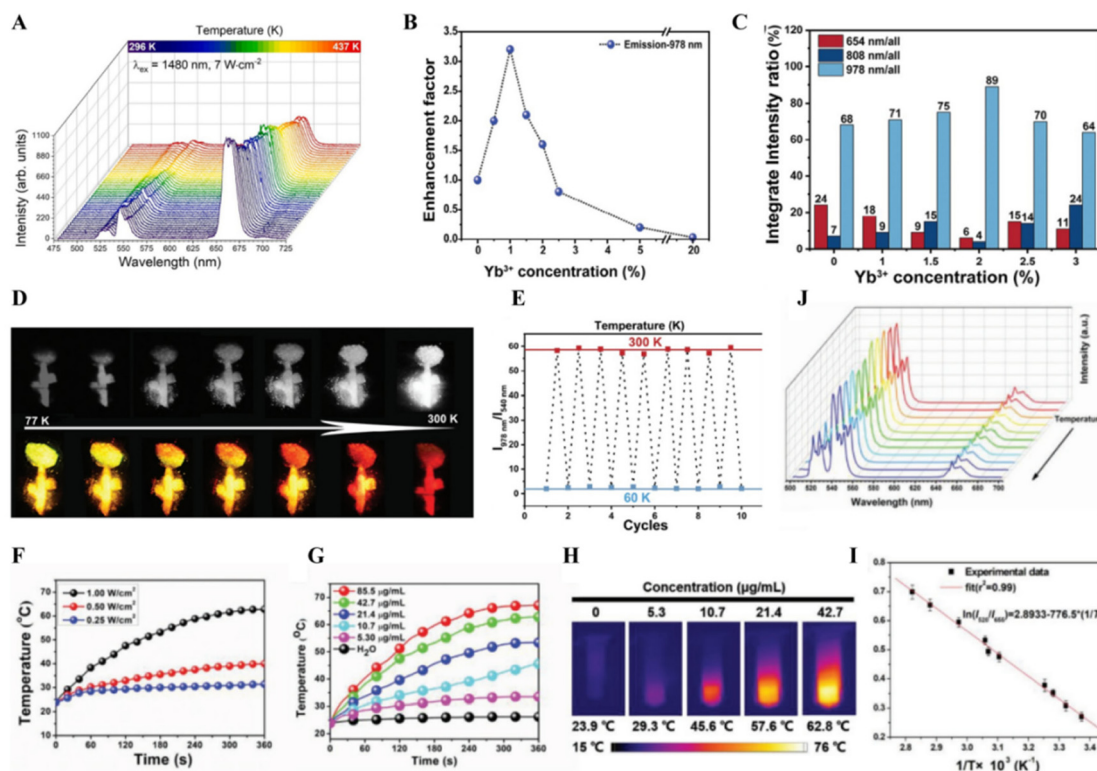 A
Temperature (K)
296 K 437 K
λex = 1480 nm, 7 W·cm-2
Intenisty (arb. units)
1100
880
660
440
220
0
475 500 525 550 575 600 625 650 675 700 725
Wavelength (nm)
B
Enhancement factor
Emission-978 nm
3.5
3.0
2.5
2.0
1.5
1.0
0.5
0.0
0 1 2 3 4 5 20
Yb3+ concentration (%)
C
Integrate Intensity ratio (%)
654 nm/all
808 nm/all
978 nm/all
120
100
80
60
40
20
24 7 68
18 9 71
9 15 75
6 4 89
15 14 70
11 24 64
0 1 1.5 2 2.5 3
Yb3+ concentration (%)
D
77 K 300 K
E
Temperature (K)
300 K
60 K
I978 nm/I540 nm
60
50
40
30
20
10
0
0 2 4 6 8 10
Cycles
J
Intensity (a.u.)
Temperature
500 520 540 560 580 600 620 640 660 680 700
Wavelength (nm)
F
Temperature (°C)
1.00 W/cm2
0.50 W/cm2
0.25 W/cm2
70
60
50
40
30
20
0 60 120 180 240 300 360
Time (s)
G
Temperature (°C)
85.5 μg/mL
42.7 μg/mL
21.4 μg/mL
10.7 μg/mL
5.30 μg/mL
H2O
70
60
50
40
30
20
0 60 120 180 240 300 360
Time (s)
H
Concentration (μg/mL)
0 5.3 10.7 21.4 42.7
23.9 °C 29.3 °C 45.6 °C 57.6 °C 62.8 °C
15 °C 76 °C
I
Experimental data
fit(r2=0.99)
0.8
0.7
0.6
0.5
0.4
0.3
0.2
0.1
2.8 2.9 3.0 3.1 3.2 3.3 3.4
1/T× 103 (K-1)